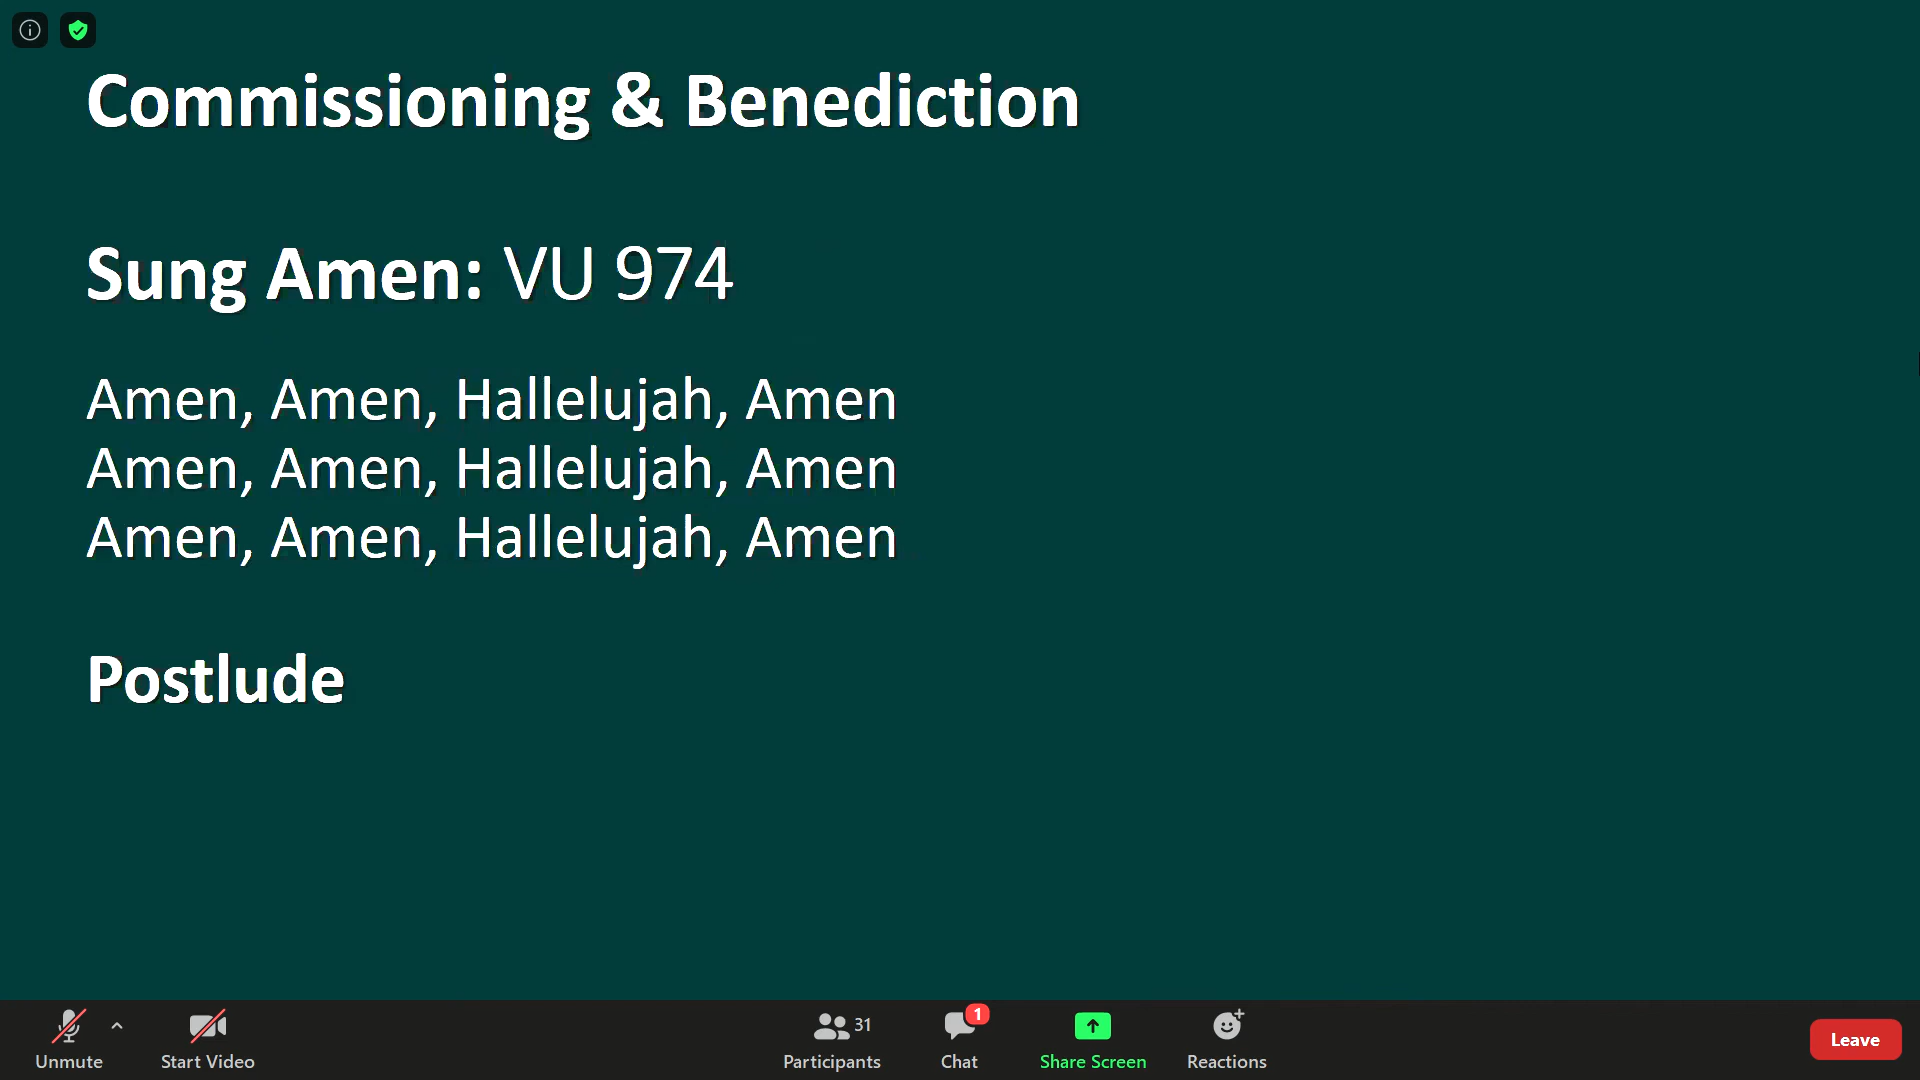 Commissioning & Benediction
Sung Amen: VU 974
Amen, Amen, Hallelujah, Amen
Amen, Amen, Hallelujah, Amen
Amen, Amen, Hallelujah, Amen
Postlude
Unmute
Start Video
31
Participants
1
Chat
Share Screen
Reactions
Leave